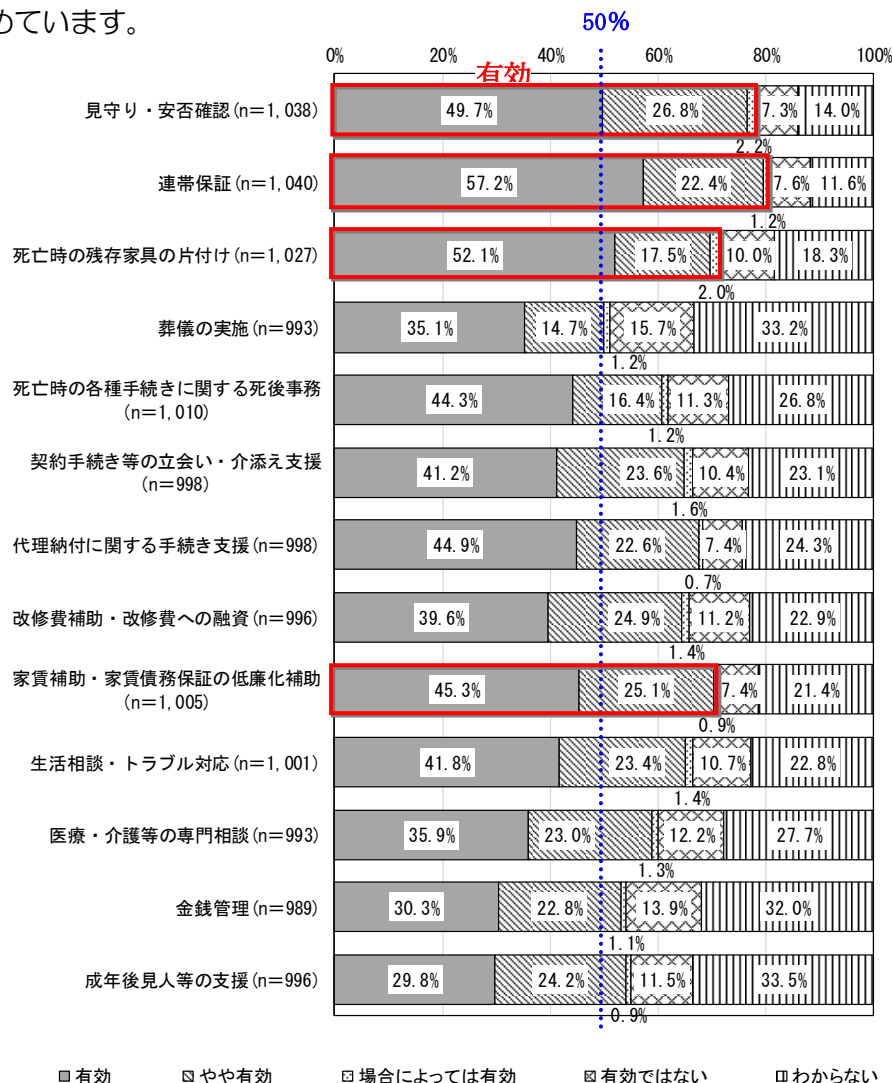 めています。
50%
0% 20% 40% 60% 80% 100%
有効
見守り・安否確認(n=1,038) 49.7% 26.8% 7.3% 14.0%
2.2%
連帯保証(n=1,040) 57.2% 22.4% 7.6% 11.6%
1.2%
死亡時の残存家具の片付け(n=1,027) 52.1% 17.5% 10.0% 18.3%
2.0%
葬儀の実施(n=993) 35.1% 14.7% 15.7% 33.2%
1.2%
死亡時の各種手続きに関する死後事務
(n=1,010) 44.3% 16.4% 11.3% 26.8%
1.2%
契約手続き等の立会い・介添え支援
(n=998) 41.2% 23.6% 10.4% 23.1%
1.6%
代理納付に関する手続き支援(n=998) 44.9% 22.6% 7.4% 24.3%
0.7%
改修費補助・改修費への融資(n=996) 39.6% 24.9% 11.2% 22.9%
1.4%
家賃補助・家賃債務保証の低廉化補助
(n=1,005) 45.3% 25.1% 7.4% 21.4%
0.9%
生活相談・トラブル対応(n=1,001) 41.8% 23.4% 10.7% 22.8%
1.4%
医療・介護等の専門相談(n=993) 35.9% 23.0% 12.2% 27.7%
1.3%
金銭管理(n=989) 30.3% 22.8% 13.9% 32.0%
1.1%
成年後見人等の支援(n=996) 29.8% 24.2% 11.5% 33.5%
0.9%
有効 やや有効 場合によっては有効 有効ではない わからない